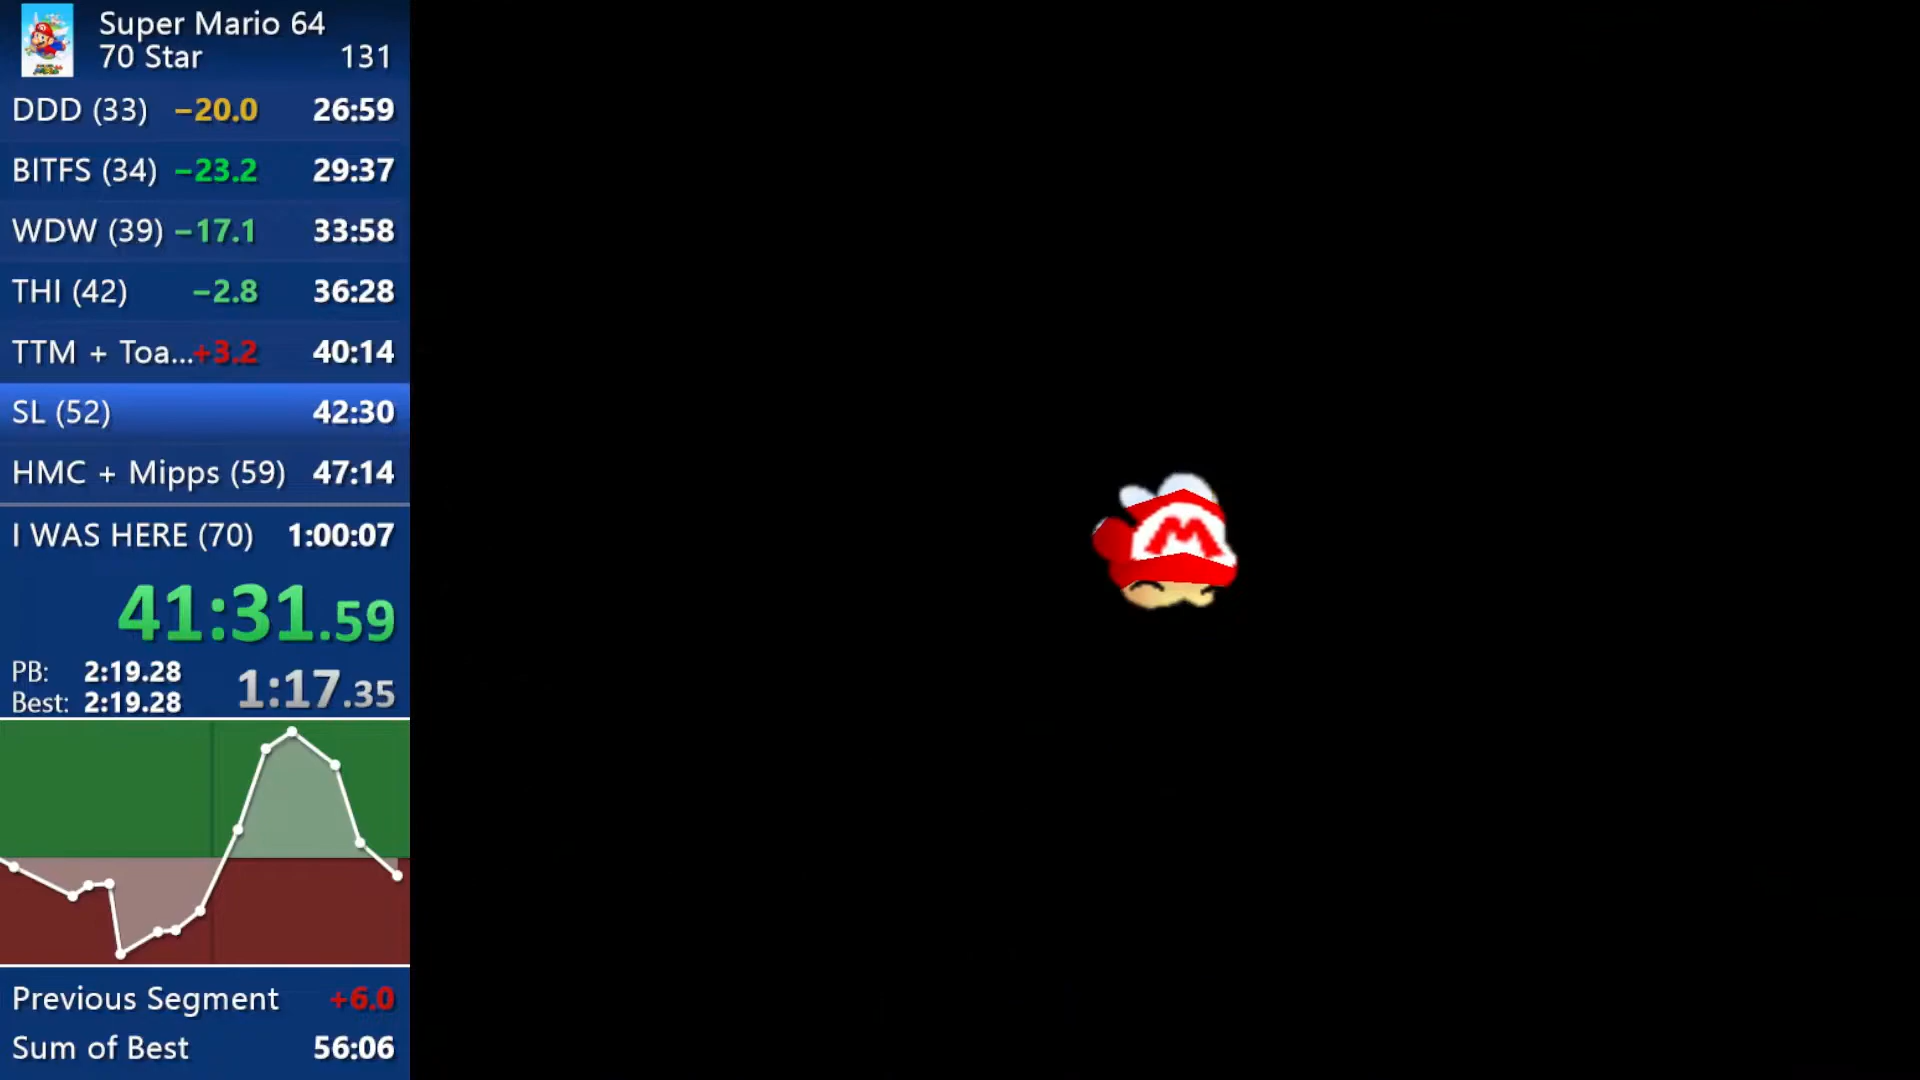 Super Mario 64
70 Star 131
DDD (33) −20.0 26:59
BITFS (34) −23.2 29:37
WDW (39) −17.1 33:58
THI (42) −2.8 36:28
TTM + Toa... +3.2 40:14
SL (52) 42:30
HMC + Mipps (59) 47:14
I WAS HERE (70) 1:00:07
41:31.59
PB: 2:19.28
Best: 2:19.28
1:17.35
M
Previous Segment +6.0
Sum of Best 56:06